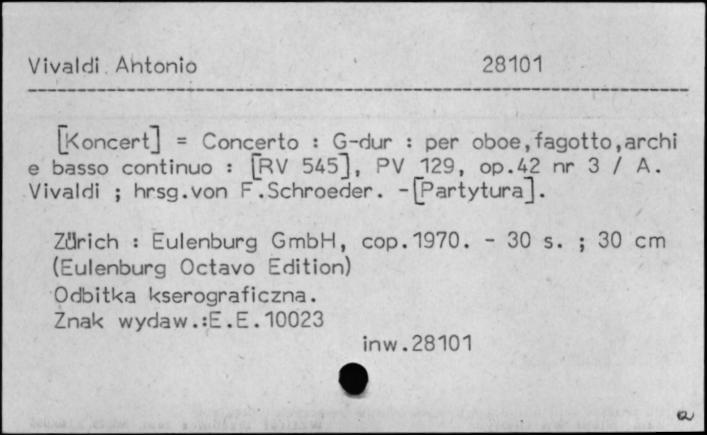 Vivaldi Antonio 28101
[Koncert] = Concerto : G-dur : per oboe,fagotto,archi
e basso continuo : [RV 545], PV 129, op.42 nr 3 / A.
Vivaldi ; hrsg.von F.Schroeder. -[Partytura].
Zürich : Eulenburg GmbH, cop.1970. - 30 s. ; 30 cm
(Eulenburg Octavo Edition)
Odbitka kserograficzna.
Znak wydaw.:E.E.10023
inw.28101